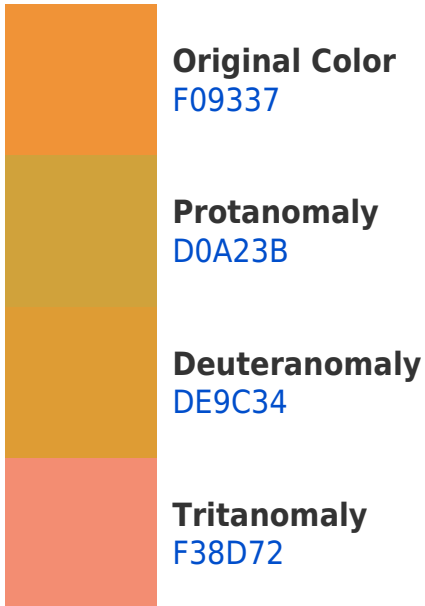 Original Color
F09337
Protanomaly
D0A23B
Deuteranomaly
DE9C34
Tritanomaly
F38D72